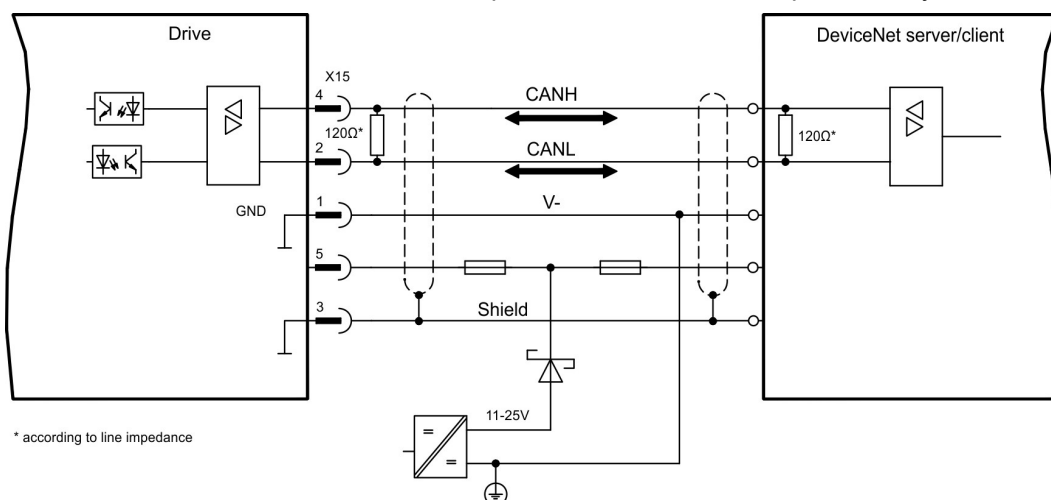 Drive
DeviceNet server/client
X15
4
CANH
120Ω*
120Ω*
2
CANL
1
V-
GND
5
3
Shield
11-25V
=
=
* according to line impedance